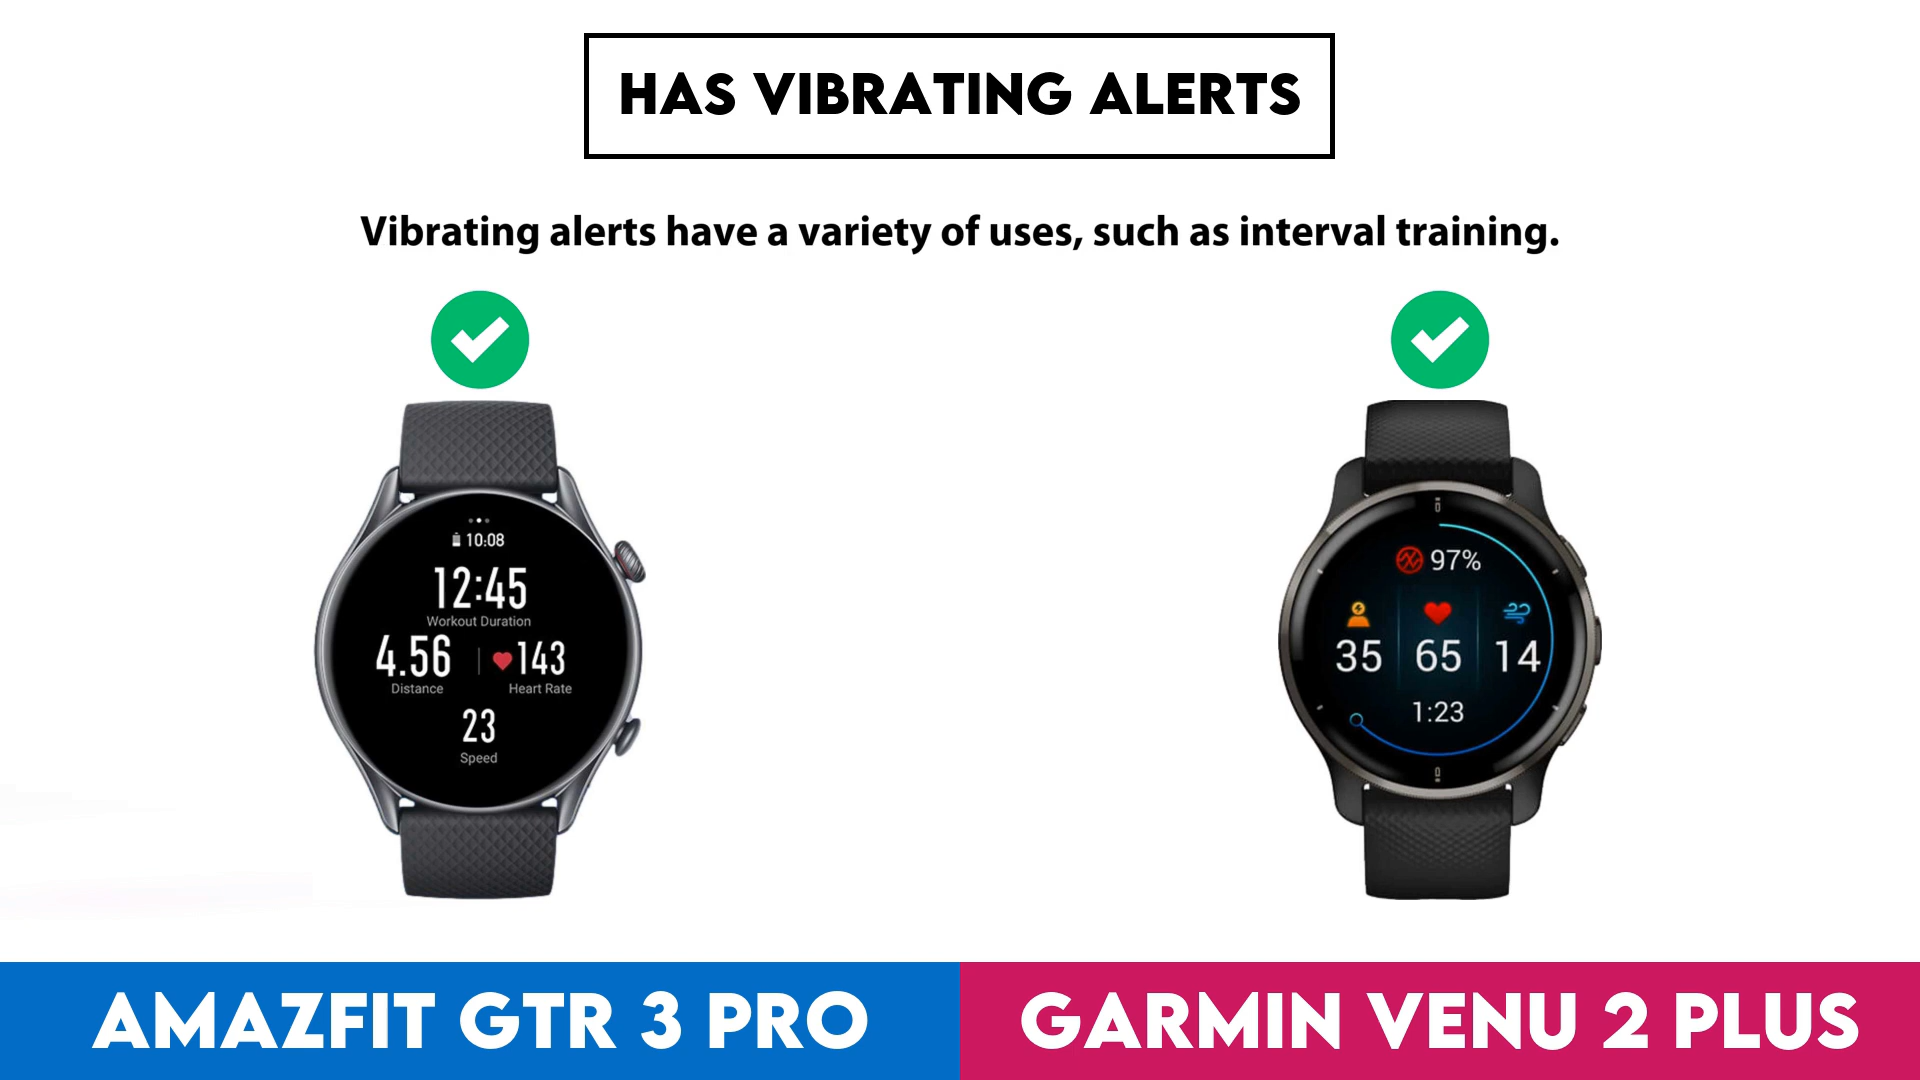 HAS VIBRATING ALERTS
Vibrating alerts have a variety of uses, such as interval training.
10:08
12:45
Workout Duration
4.56 143
Distance Heart Rate
23
Speed
97%
35 65 14
1:23
AMAZFIT GTR 3 PRO
GARMIN VENU 2 PLUS